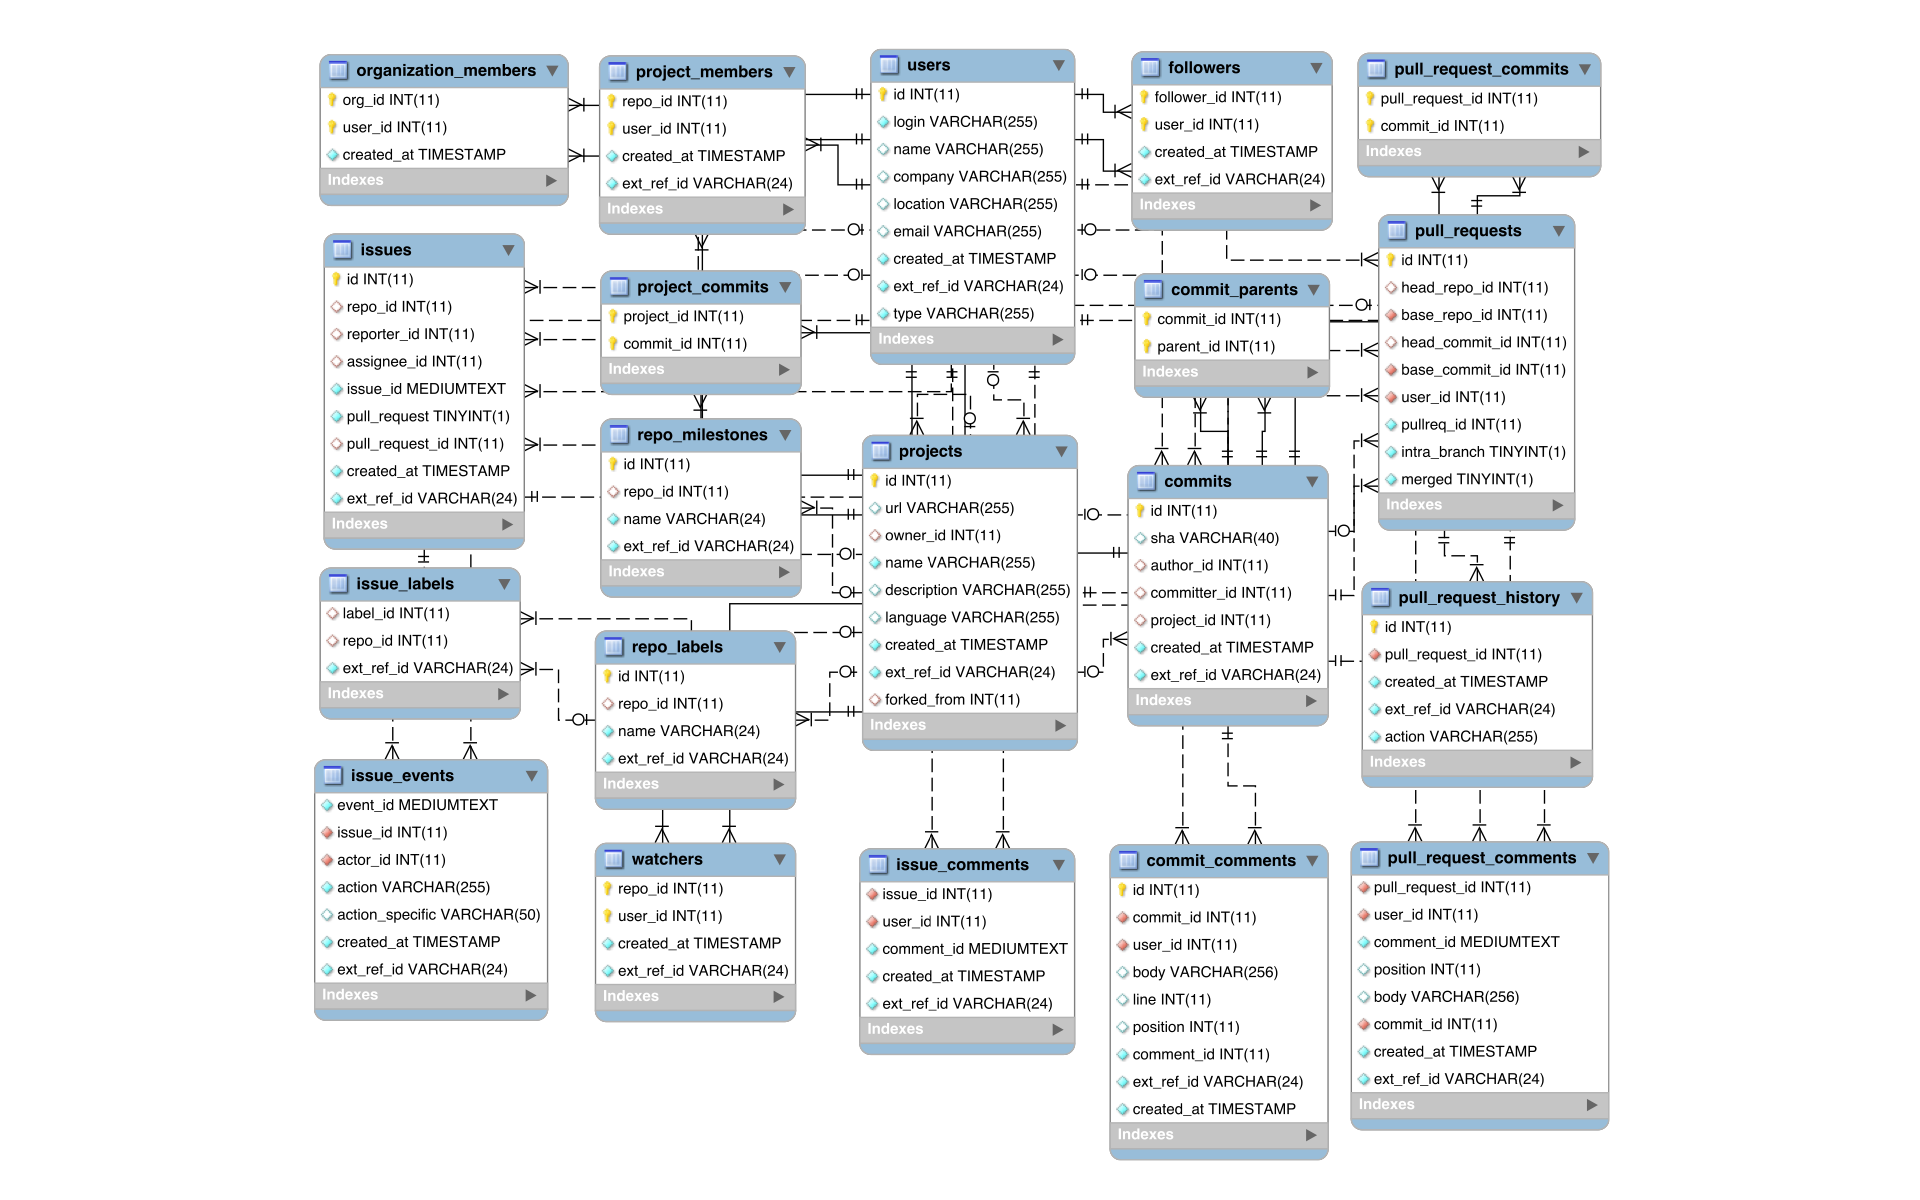 organization_members
org_id INT(11)
user_id INT(11)
created_at TIMESTAMP
Indexes
project_members
repo_id INT(11)
user_id INT(11)
created_at TIMESTAMP
ext_ref_id VARCHAR(24)
Indexes
users
id INT(11)
login VARCHAR(255)
name VARCHAR(255)
company VARCHAR(255)
location VARCHAR(255)
email VARCHAR(255)
created_at TIMESTAMP
ext_ref_id VARCHAR(24)
type VARCHAR(255)
Indexes
followers
follower_id INT(11)
user_id INT(11)
created_at TIMESTAMP
ext_ref_id VARCHAR(24)
Indexes
pull_request_commits
pull_request_id INT(11)
commit_id INT(11)
Indexes
issues
id INT(11)
repo_id INT(11)
reporter_id INT(11)
assignee_id INT(11)
issue_id MEDIUMTEXT
pull_request TINYINT(1)
pull_request_id INT(11)
created_at TIMESTAMP
ext_ref_id VARCHAR(24)
Indexes
project_commits
project_id INT(11)
commit_id INT(11)
Indexes
commit_parents
commit_id INT(11)
parent_id INT(11)
Indexes
pull_requests
id INT(11)
head_repo_id INT(11)
base_repo_id INT(11)
head_commit_id INT(11)
base_commit_id INT(11)
user_id INT(11)
pullreq_id INT(11)
intra_branch TINYINT(1)
merged TINYINT(1)
Indexes
repo_milestones
id INT(11)
repo_id INT(11)
name VARCHAR(24)
ext_ref_id VARCHAR(24)
Indexes
projects
id INT(11)
url VARCHAR(255)
owner_id INT(11)
name VARCHAR(255)
description VARCHAR(255)
language VARCHAR(255)
created_at TIMESTAMP
ext_ref_id VARCHAR(24)
forked_from INT(11)
Indexes
commits
id INT(11)
sha VARCHAR(40)
author_id INT(11)
committer_id INT(11)
project_id INT(11)
created_at TIMESTAMP
ext_ref_id VARCHAR(24)
Indexes
issue_labels
label_id INT(11)
repo_id INT(11)
ext_ref_id VARCHAR(24)
Indexes
repo_labels
id INT(11)
repo_id INT(11)
name VARCHAR(24)
ext_ref_id VARCHAR(24)
Indexes
pull_request_history
id INT(11)
pull_request_id INT(11)
created_at TIMESTAMP
ext_ref_id VARCHAR(24)
action VARCHAR(255)
Indexes
issue_events
event_id MEDIUMTEXT
issue_id INT(11)
actor_id INT(11)
action VARCHAR(255)
action_specific VARCHAR(50)
created_at TIMESTAMP
ext_ref_id VARCHAR(24)
Indexes
watchers
repo_id INT(11)
user_id INT(11)
created_at TIMESTAMP
ext_ref_id VARCHAR(24)
Indexes
issue_comments
issue_id INT(11)
user_id INT(11)
comment_id MEDIUMTEXT
created_at TIMESTAMP
ext_ref_id VARCHAR(24)
Indexes
commit_comments
id INT(11)
commit_id INT(11)
user_id INT(11)
body VARCHAR(256)
line INT(11)
position INT(11)
comment_id INT(11)
ext_ref_id VARCHAR(24)
created_at TIMESTAMP
Indexes
pull_request_comments
pull_request_id INT(11)
user_id INT(11)
comment_id MEDIUMTEXT
position INT(11)
body VARCHAR(256)
commit_id INT(11)
created_at TIMESTAMP
ext_ref_id VARCHAR(24)
Indexes